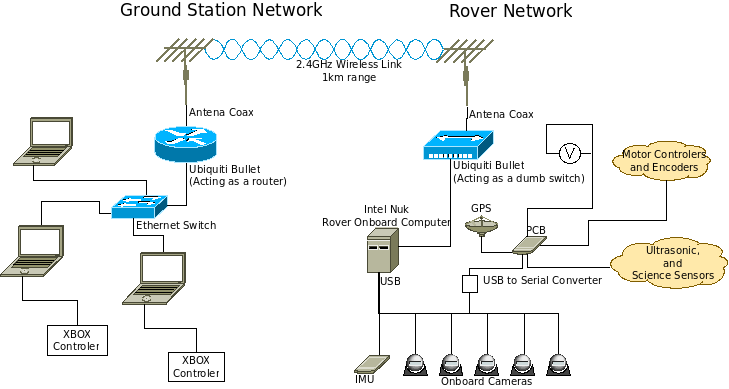 Ground Station Network
Rover Network
2.4GHz Wireless Link
1km range
Antena Coax
Antena Coax
Ubiquiti Bullet
(Acting as a router)
Ubiquiti Bullet
(Acting as a dumb switch)
V
Motor Controlers
and Encoders
Ethernet Switch
Intel Nuk
Rover Onboard Computer
GPS
PCB
Ultrasonic,
and
Science Sensors
USB
USB to Serial Converter
XBOX
Controler
XBOX
Controler
IMU
Onboard Cameras